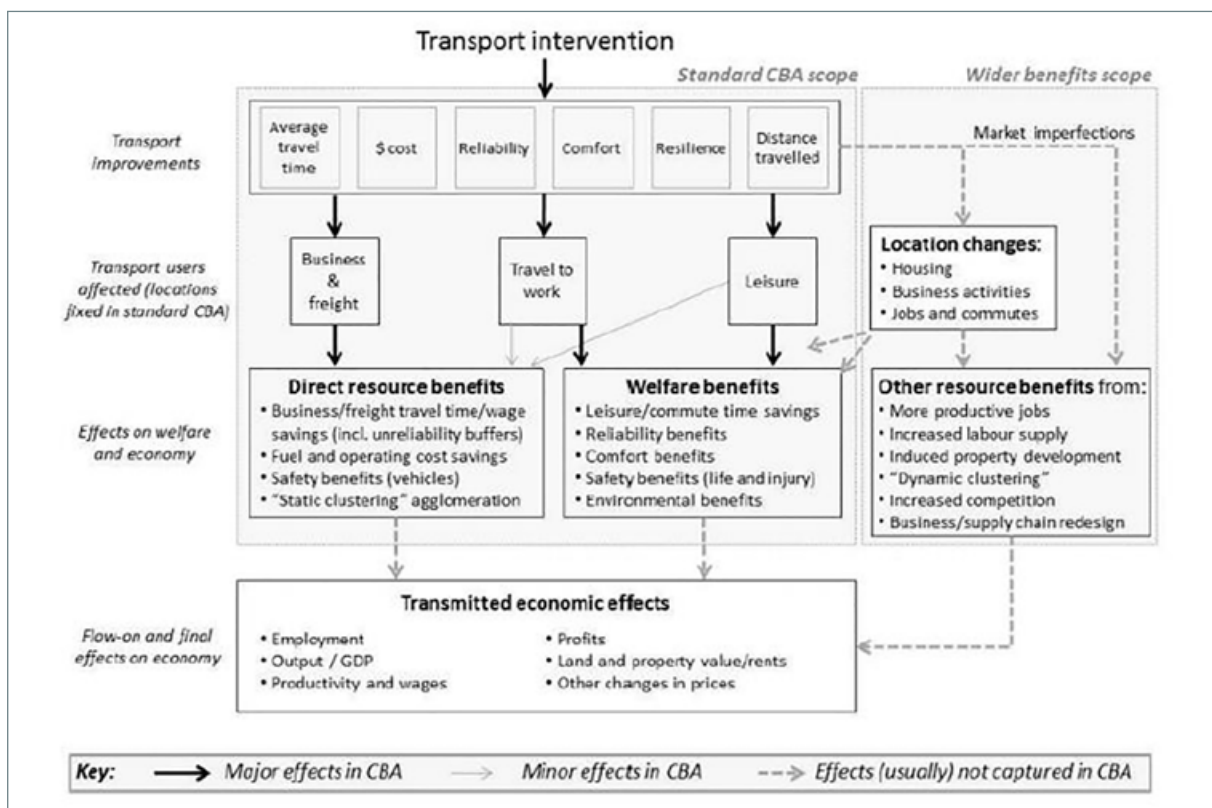 Transport intervention
Standard CBA scope
Wider benefits scope
Transport
improvements
Average
travel
time
$ cost
Reliability
Comfort
Resilience
Distance
travelled
Market imperfections
Transport users
affected (locations
fixed in standard CBA)
Business
&
freight
Travel to
work
Leisure
Location changes:
• Housing
• Business activities
• Jobs and commutes
Effects on welfare
and economy
Direct resource benefits
• Business/freight travel time/wage
savings (incl. unreliability buffers)
• Fuel and operating cost savings
• Safety benefits (vehicles)
• "Static clustering" agglomeration
Welfare benefits
• Leisure/commute time savings
• Reliability benefits
• Comfort benefits
• Safety benefits (life and injury)
• Environmental benefits
Other resource benefits from:
• More productive jobs
• Increased labour supply
• Induced property development
• "Dynamic clustering"
• Increased competition
• Business/supply chain redesign
Flow-on and final
effects on economy
Transmitted economic effects
• Employment
• Output / GDP
• Productivity and wages
• Profits
• Land and property value/rents
• Other changes in prices
Key:
Major effects in CBA
Minor effects in CBA
Effects (usually) not captured in CBA